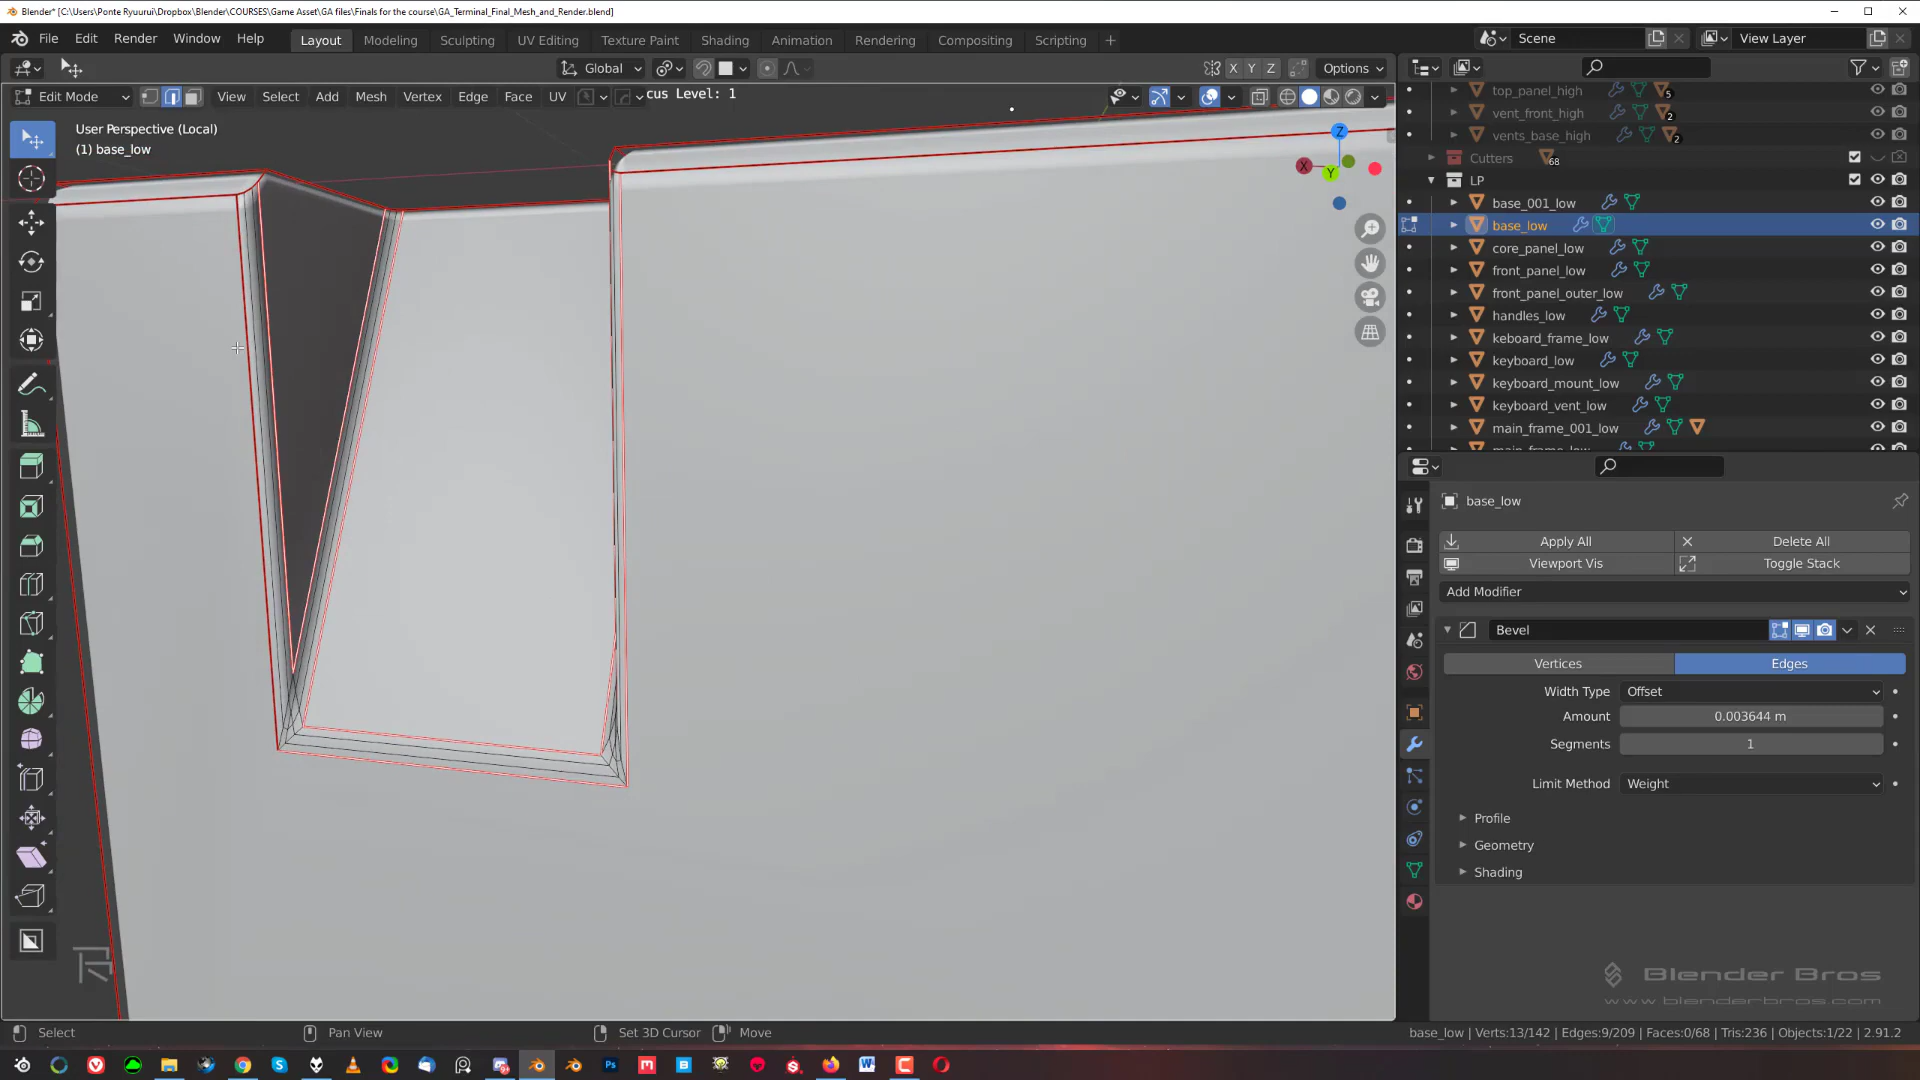 Blender* [C:\Users\Ponte Ryuurui\Dropbox\Blender\COURSES\Game Asset\GA files\Finals for the course\GA_Terminal_Final_Mesh_and_Render.blend]
File Edit Render Window Help Layout Modeling Sculpting UV Editing Texture Paint Shading Animation Rendering Compositing Scripting +
Scene View Layer
Global X Y Z Options
Edit Mode View Select Add Mesh Vertex Edge Face UV cus Level: 1
User Perspective (Local)
(1) base_low
Z
X
Y
top_panel_high 5
vent_front_high 2
vents_base_high 2
Cutters 68
LP
base_001_low
base_low
core_panel_low
front_panel_low
front_panel_outer_low
handles_low
keboard_frame_low
keyboard_low
keyboard_mount_low
keyboard_vent_low
main_frame_001_low
base_low
Apply All Delete All
Viewport Vis Toggle Stack
Add Modifier
Bevel
Vertices Edges
Width Type Offset
Amount 0.003644 m
Segments 1
Limit Method Weight
Profile
Geometry
Shading
Blender Bros
www.blenderbros.com
Select Pan View Set 3D Cursor Move base_low | Verts:13/142 | Edges:9/209 | Faces:0/68 | Tris:236 | Objects:1/22 | 2.91.2